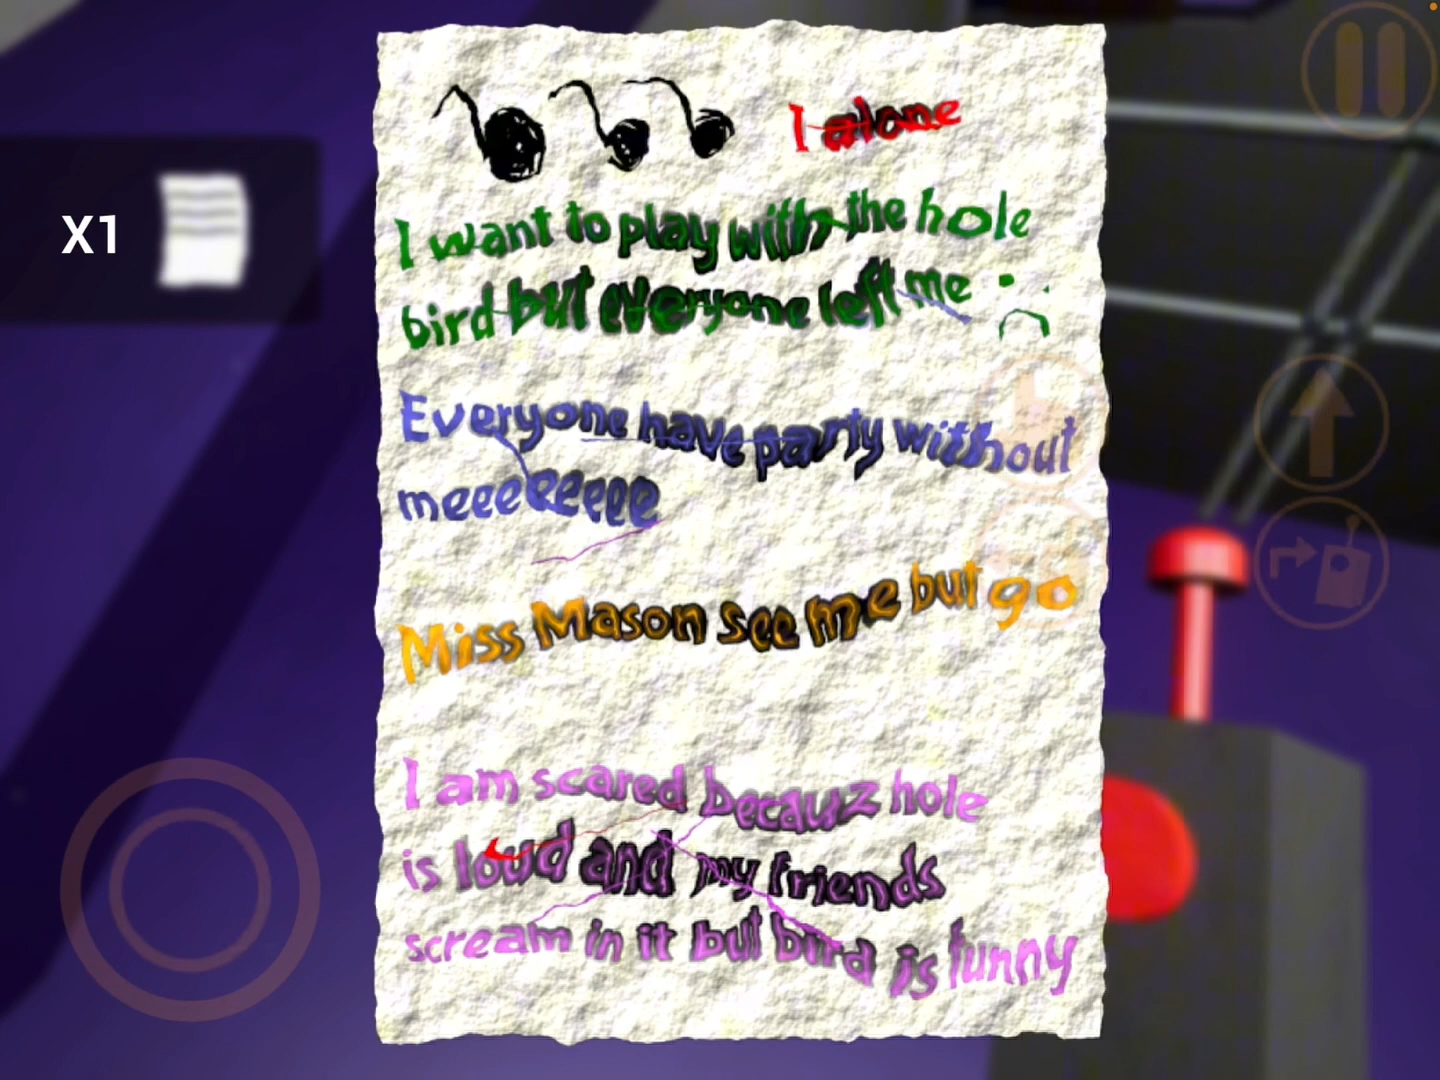 I alone
X1
I want to play with the hole
bird but everyone left me
Everyone have party without
meeeeeeeee
Miss Mason see me but go
I am scared becauz hole
is loud and my friends
scream in it but bird is funny